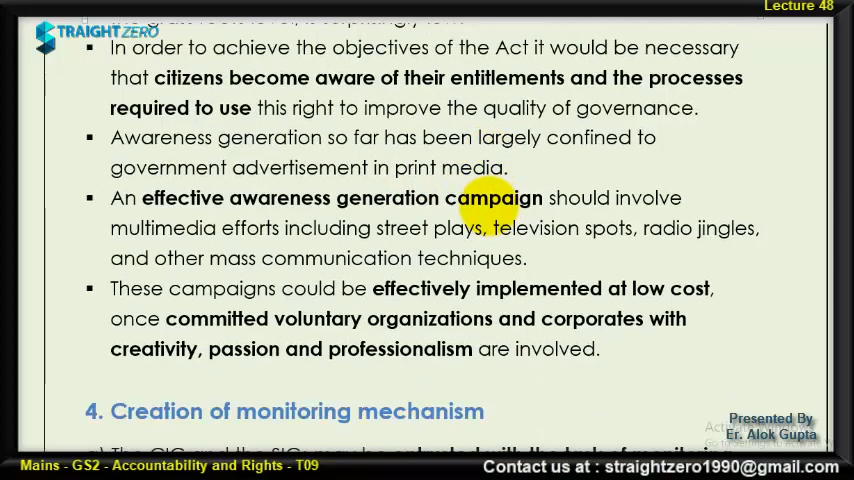 Lecture 48
STRAIGHTZERO
▪ In order to achieve the objectives of the Act it would be necessary
that citizens become aware of their entitlements and the processes
required to use this right to improve the quality of governance.
▪ Awareness generation so far has been largely confined to
government advertisement in print media.
▪ An effective awareness generation campaign should involve
multimedia efforts including street plays, television spots, radio jingles,
and other mass communication techniques.
▪ These campaigns could be effectively implemented at low cost,
once committed voluntary organizations and corporates with
creativity, passion and professionalism are involved.
4. Creation of monitoring mechanism
Presented By
Er. Alok Gupta
Mains - GS2 - Accountability and Rights - T09
Contact us at : straightzero1990@gmail.com